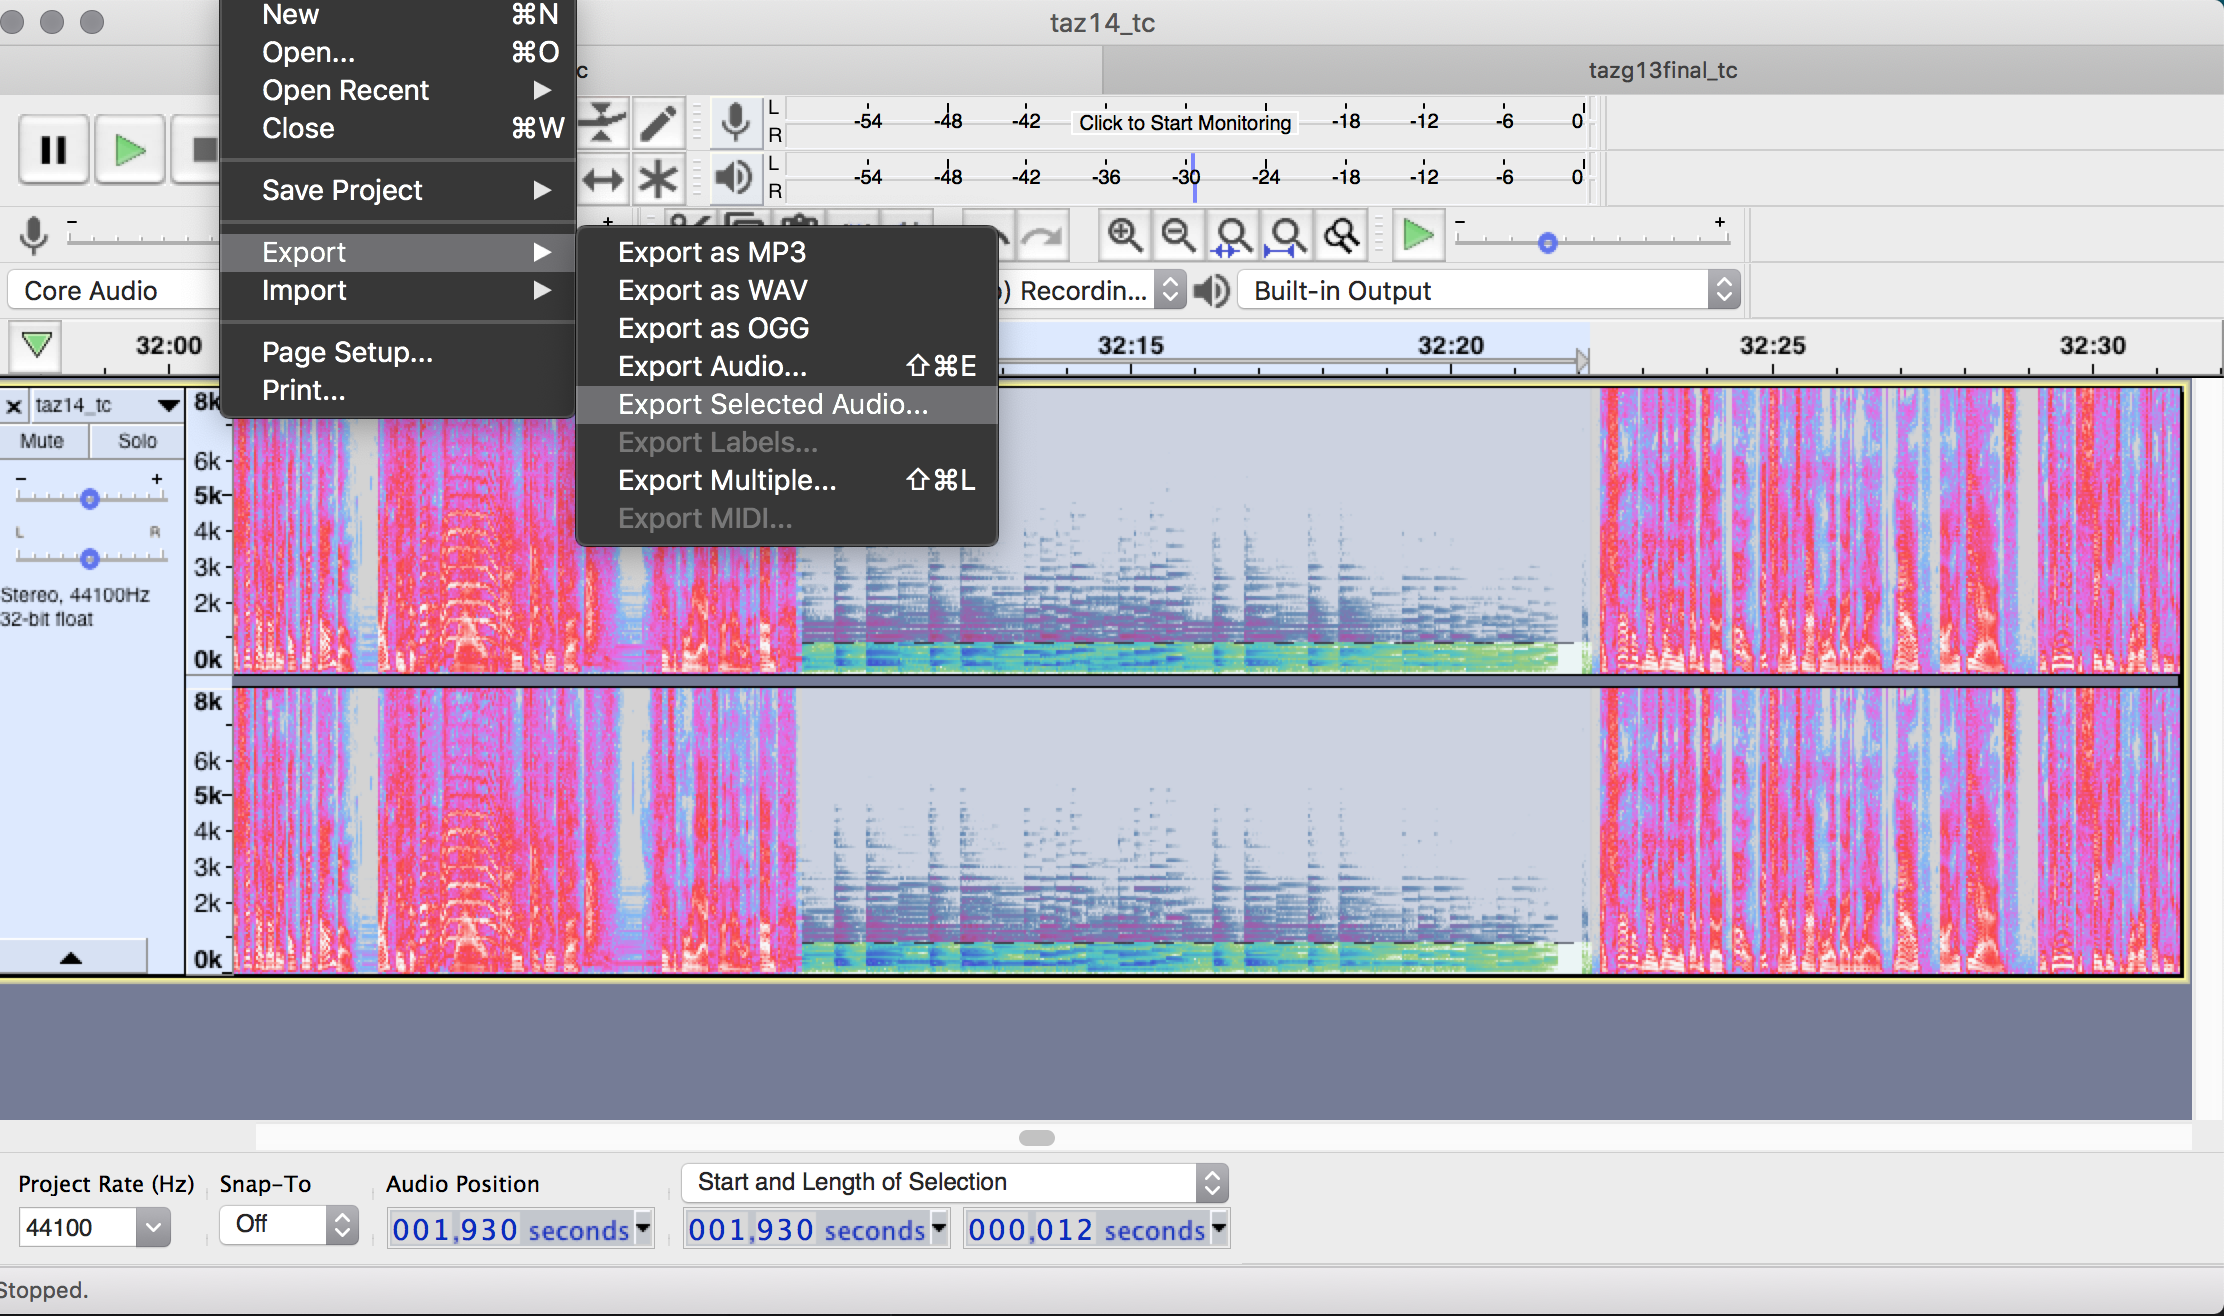 taz14_tc
tazg13final_tc
New ⌘N
Open... ⌘O
Open Recent ▶
Close ⌘W
Save Project ▶
Export ▶
Import ▶
Page Setup...
Print...
Export as MP3
Export as WAV
Export as OGG
Export Audio... ⇧⌘E
Export Selected Audio...
Export Labels...
Export Multiple... ⇧⌘L
Export MIDI...
L
R
-54 -48 -42 Click to Start Monitoring -18 -12 -6 0
L
R
-54 -48 -42 -36 -30 -24 -18 -12 -6 0
- +
- +
Core Audio
) Recordin...
Built-in Output
32:00 32:15 32:20 32:25 32:30
taz14_tc
Mute Solo
- +
L R
Stereo, 44100Hz
32-bit float
8k
6k
5k
4k
3k
2k
0k
8k
6k
5k
4k
3k
2k
0k
Project Rate (Hz) Snap-To Audio Position Start and Length of Selection
44100 Off 001,930 seconds 001,930 seconds 000,012 seconds
Stopped.